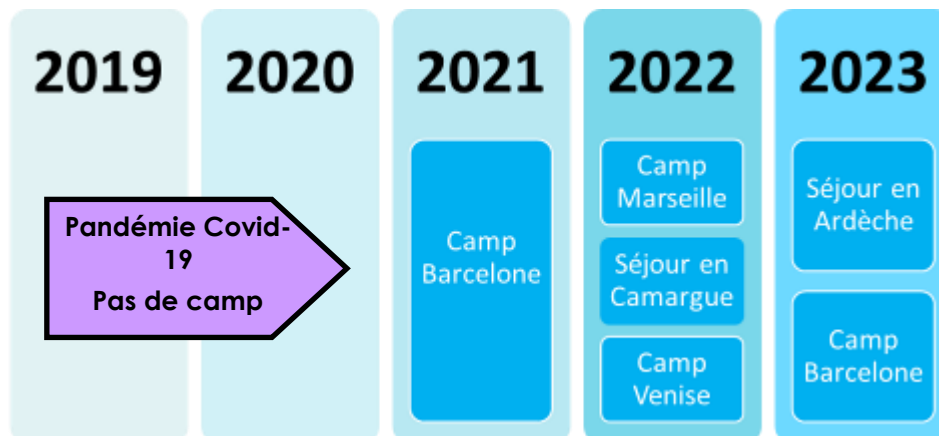 2019
2020
2021
2022
2023
Pandémie Covid-
19
Pas de camp
Camp
Barcelone
Camp
Marseille
Séjour en
Camargue
Camp
Venise
Séjour en
Ardèche
Camp
Barcelone